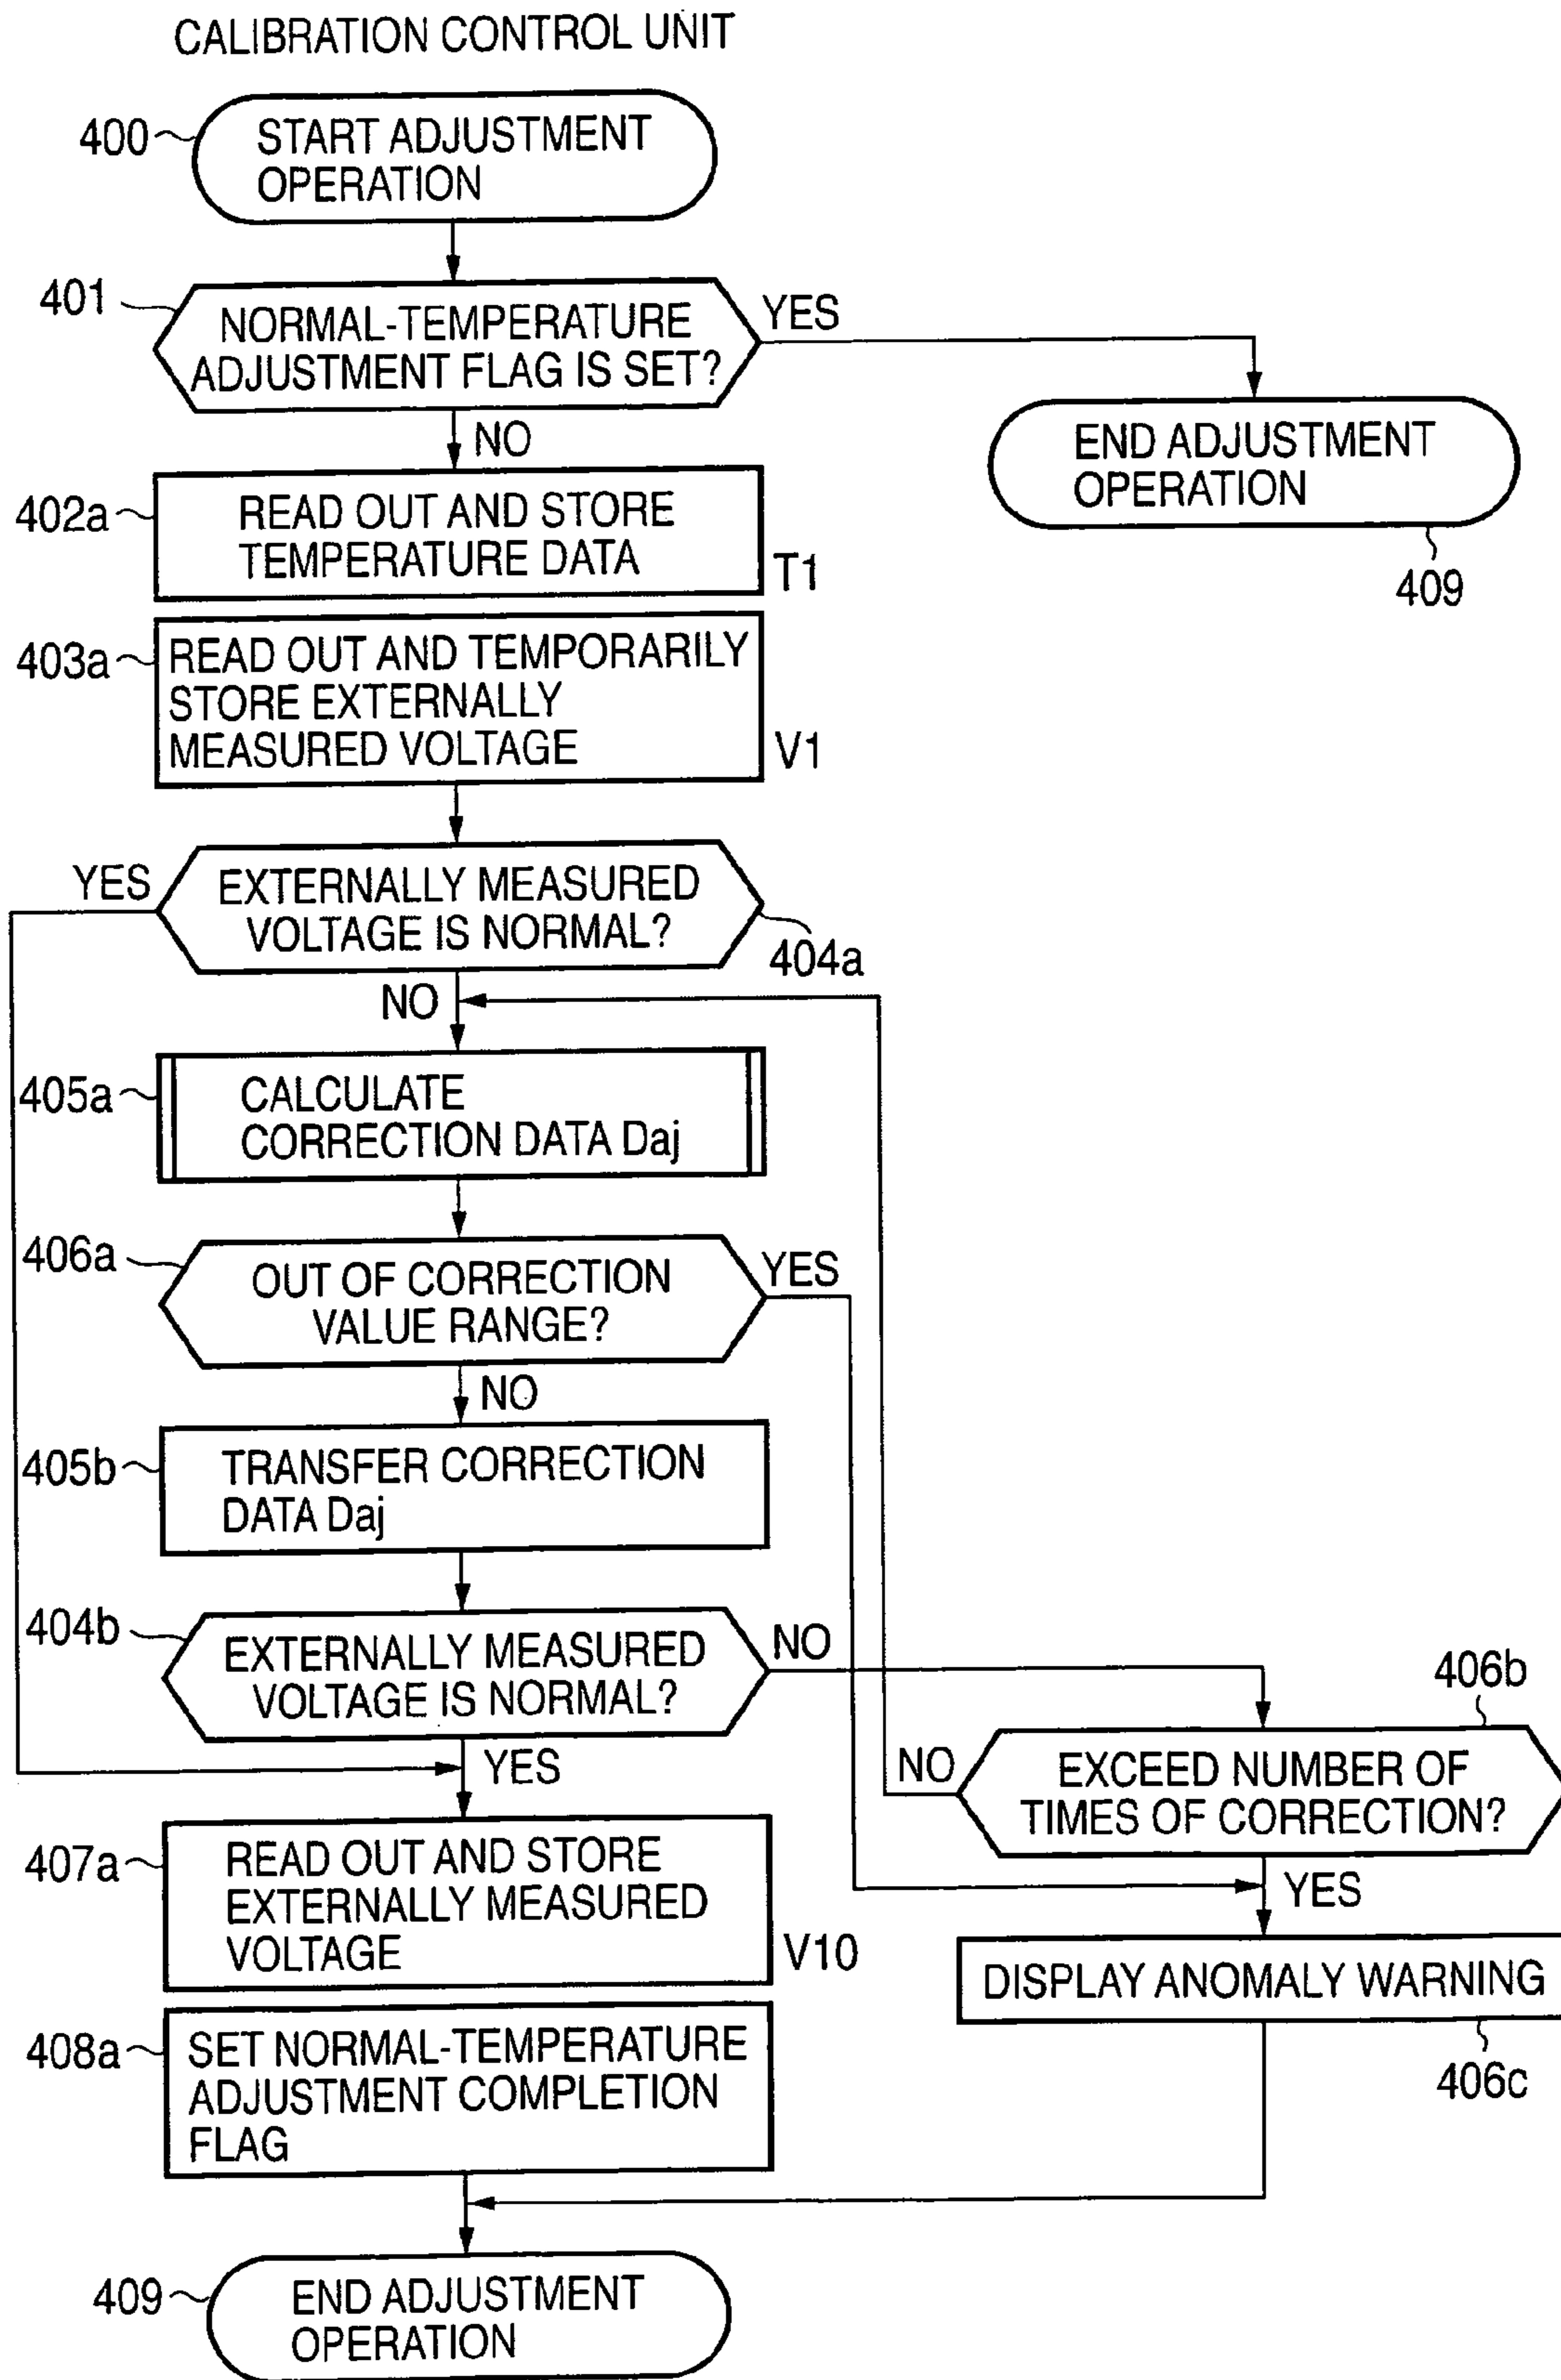 CALIBRATION CONTROL UNIT
400
START ADJUSTMENT
OPERATION
401
NORMAL-TEMPERATURE
ADJUSTMENT FLAG IS SET?
YES
NO
END ADJUSTMENT
OPERATION
409
402a
READ OUT AND STORE
TEMPERATURE DATA
T1
403a
READ OUT AND TEMPORARILY
STORE EXTERNALLY
MEASURED VOLTAGE
V1
YES
EXTERNALLY MEASURED
VOLTAGE IS NORMAL?
404a
NO
405a
CALCULATE
CORRECTION DATA Daj
406a
OUT OF CORRECTION
VALUE RANGE?
YES
NO
405b
TRANSFER CORRECTION
DATA Daj
404b
EXTERNALLY MEASURED
VOLTAGE IS NORMAL?
NO
YES
406b
NO
EXCEED NUMBER OF
TIMES OF CORRECTION?
YES
407a
READ OUT AND STORE
EXTERNALLY MEASURED
VOLTAGE
V10
DISPLAY ANOMALY WARNING
406c
408a
SET NORMAL-TEMPERATURE
ADJUSTMENT COMPLETION
FLAG
409
END ADJUSTMENT
OPERATION